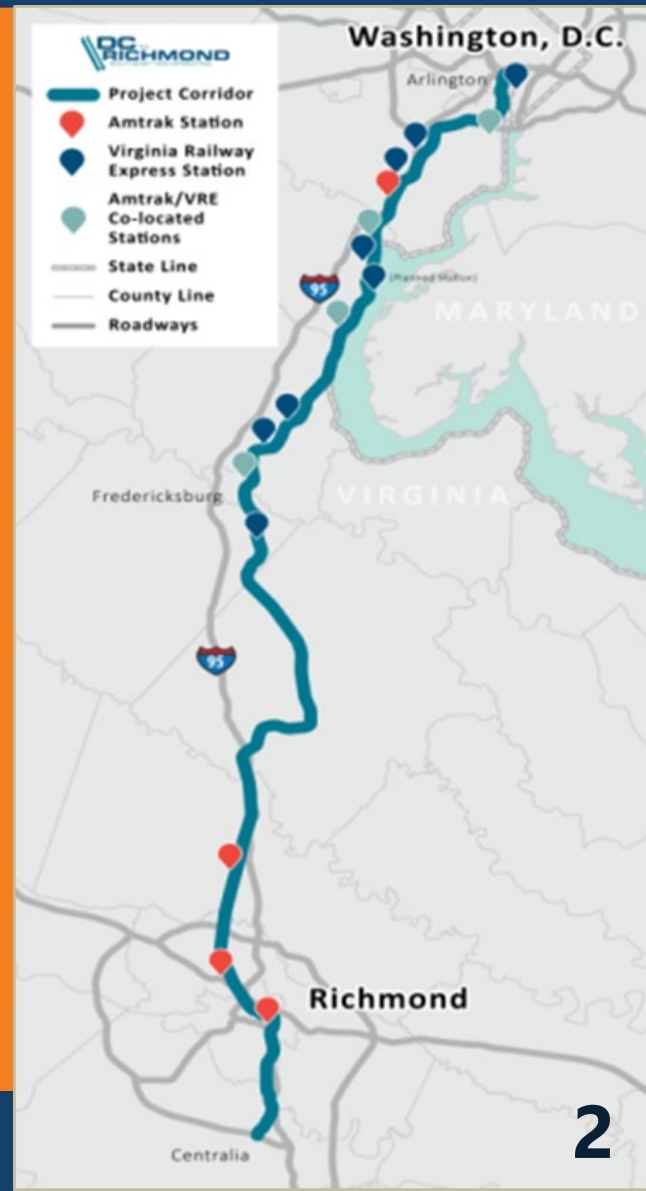 Washington, D.C.
DC
RICHMOND
Arlington
Project Corridor
Amtrak Station
Virginia Railway
Express Station
Amtrak/VRE
Co-located
Stations
State Line
County Line
Roadways
(Planned Station)
95
MARYLAND
VIRGINIA
Fredericksburg
95
Richmond
Centralia
2